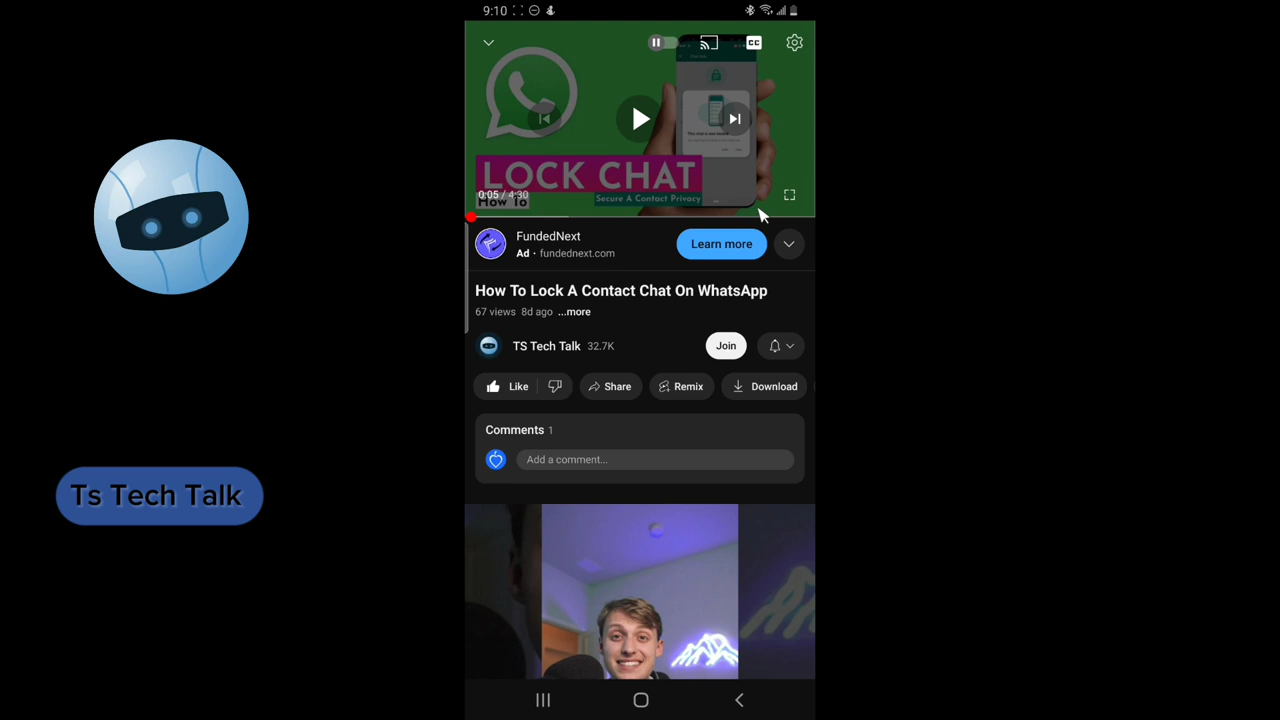 9:10
CC
LOCK CHAT
0:05 / 4:30
How To
Secure A Contact Privacy
FundedNext
Ad · fundednext.com
Learn more
How To Lock A Contact Chat On WhatsApp
67 views 8d ago ...more
TS Tech Talk 32.7K
Join
Like
Share
Remix
Download
Comments 1
Add a comment...
Ts Tech Talk